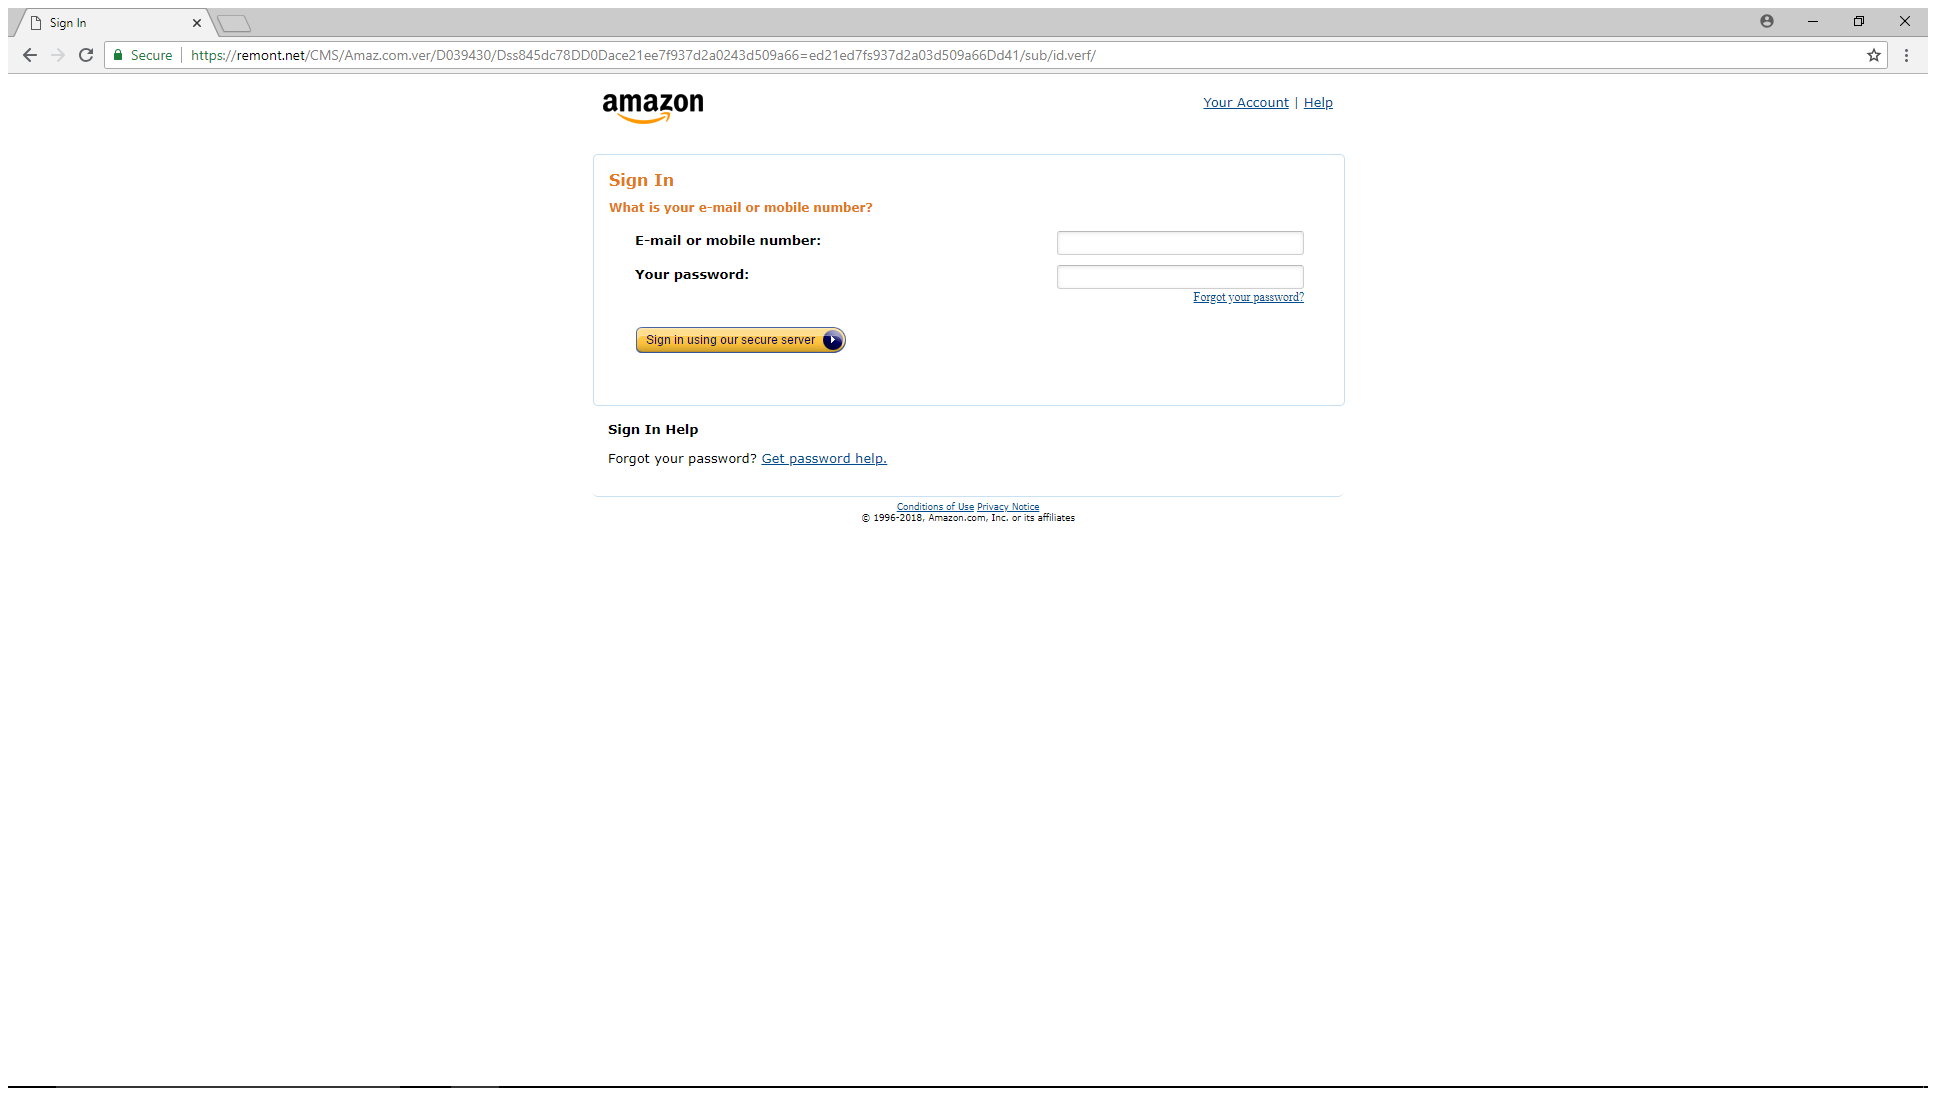 Sign In
Secure
https://remont.net/CMS/Amaz.com.ver/D039430/Dss845dc78DD0Dace21ee7f937d2a0243d509a66=ed21ed7fs937d2a03d509a66Dd41/sub/id.verf/
amazon
Your Account | Help
Sign In
What is your e-mail or mobile number?
E-mail or mobile number:
Your password:
Forgot your password?
Sign in using our secure server
Sign In Help
Forgot your password? Get password help.
Conditions of Use Privacy Notice
© 1996-2018, Amazon.com, Inc. or its affiliates